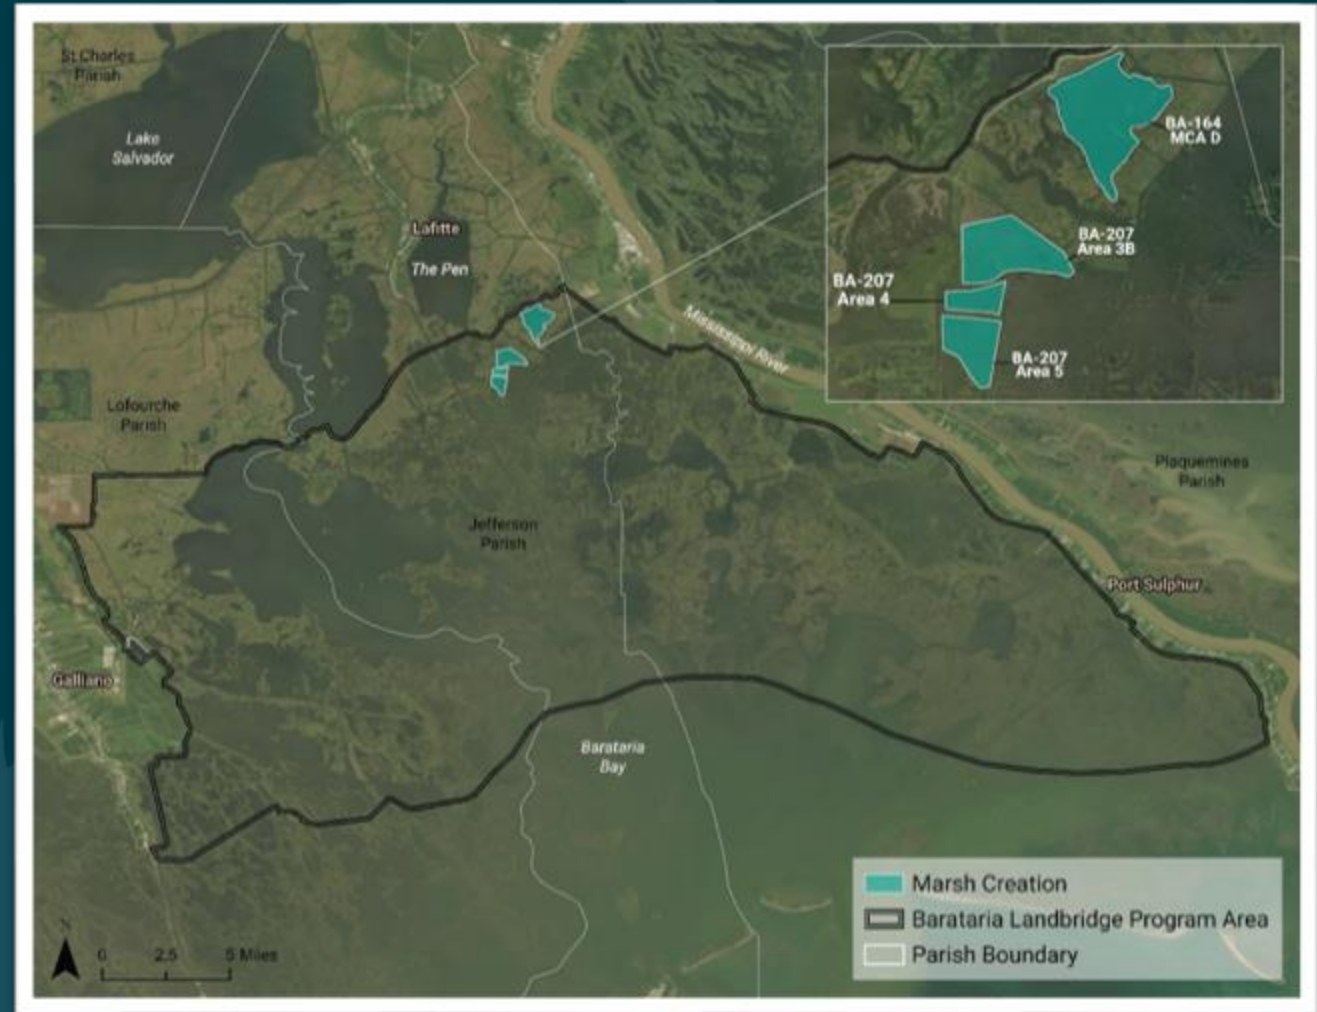 St Charles
Parish
Lake
Salvador
Lafitte
The Pen
Mississippi River
BA-164
MCA D
BA-207
Area 3B
BA-207
Area 4
BA-207
Area 5
Lofourche
Parish
Plaquemines
Parish
Jefferson
Parish
Port Sulphur
Galliano
Barataria
Bay
Marsh Creation
Barataria Landbridge Program Area
Parish Boundary
N
0 2.5 5 Miles